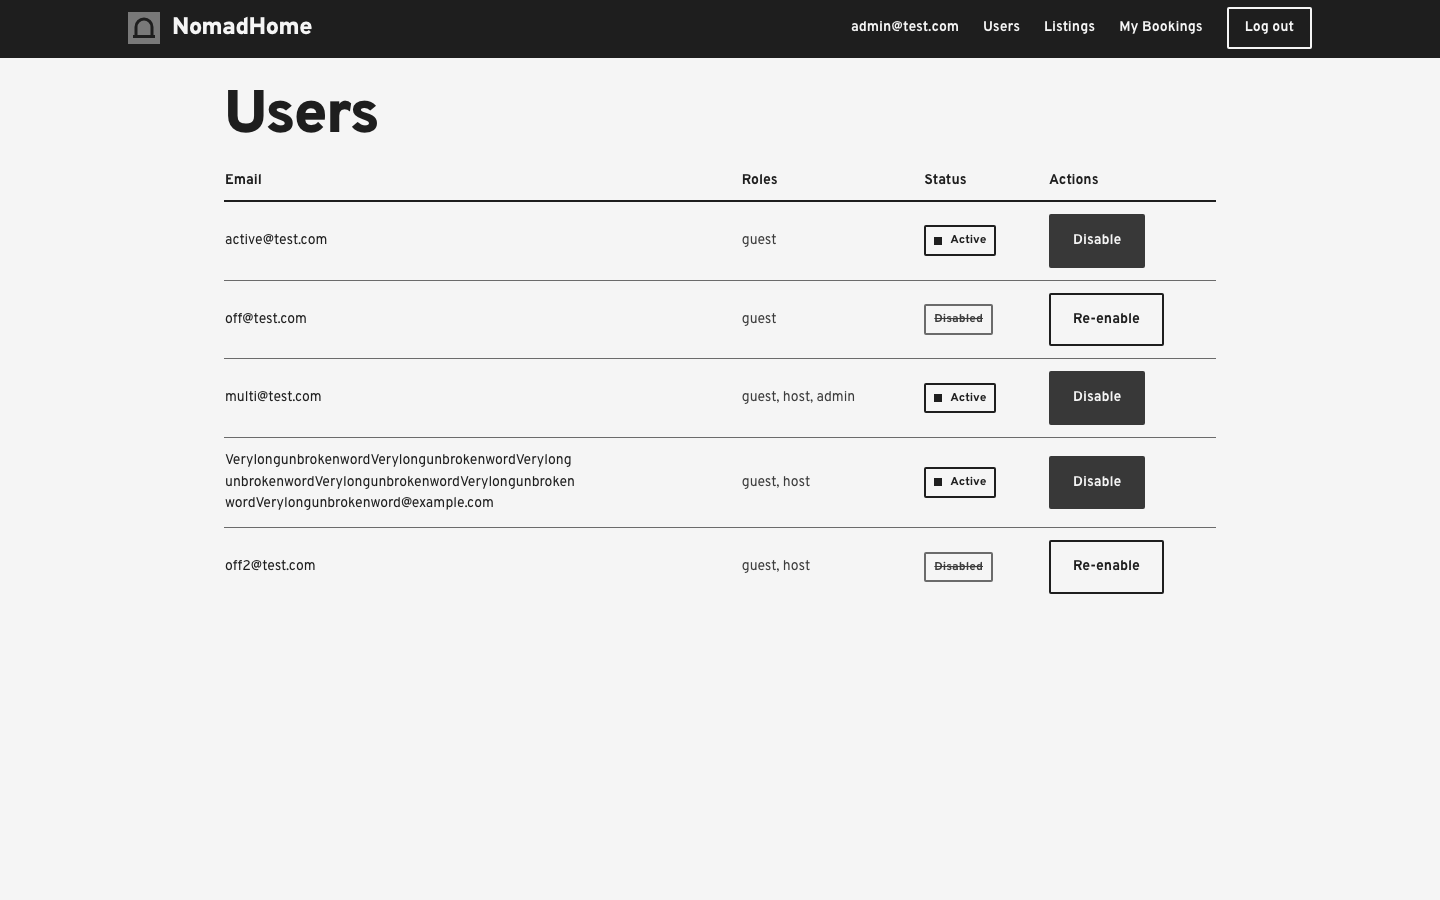 NomadHome admin@test.com Users Listings My Bookings Log out
Users
Email Roles Status Actions
active@test.com guest Active Disable
off@test.com guest Disabled Re-enable
multi@test.com guest, host, admin Active Disable
VerylongunbrokenwordVerylongunbrokenwordVerylong
unbrokenwordVerylongunbrokenwordVerylongunbroken
wordVerylongunbrokenword@example.com
guest, host Active Disable
off2@test.com guest, host Disabled Re-enable